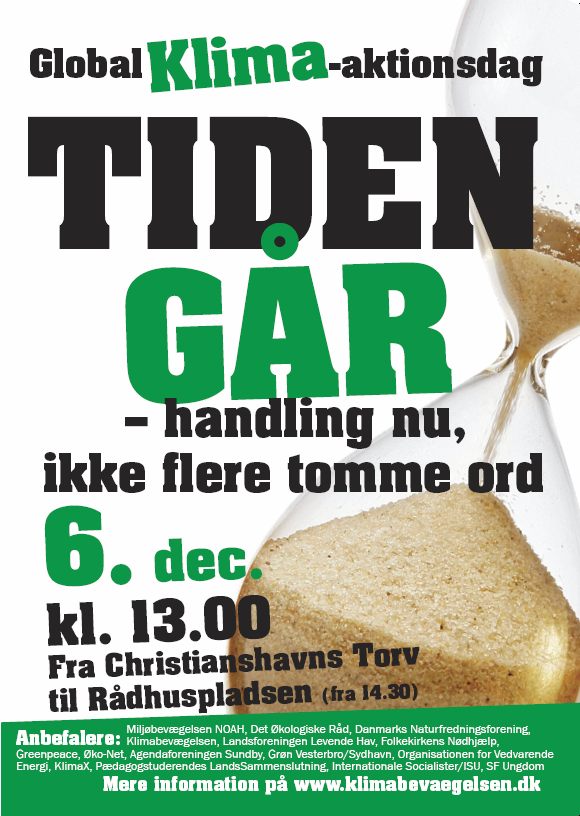 Global Klima-aktionsdag
TIDEN
GÅR
– handling nu,
ikke flere tomme ord
6. dec.
kl. 13.00
Fra Christianshavns Torv
til Rådhuspladsen (fra 14.30)
Anbefalere: Miljøbevægelsen NOAH, Det Økologiske Råd, Danmarks Naturfredningsforening,
Klimabevægelsen, Landsforeningen Levende Hav, Folkekirkens Nødhjælp,
Greenpeace, Øko-Net, Agendaforeningen Sundby, Grøn Vesterbro/Sydhavn, Organisationen for Vedvarende
Energi, KlimaX, Pædagogstuderendes LandsSammenslutning, Internationale Socialister/ISU, SF Ungdom
Mere information på www.klimabevaegelsen.dk